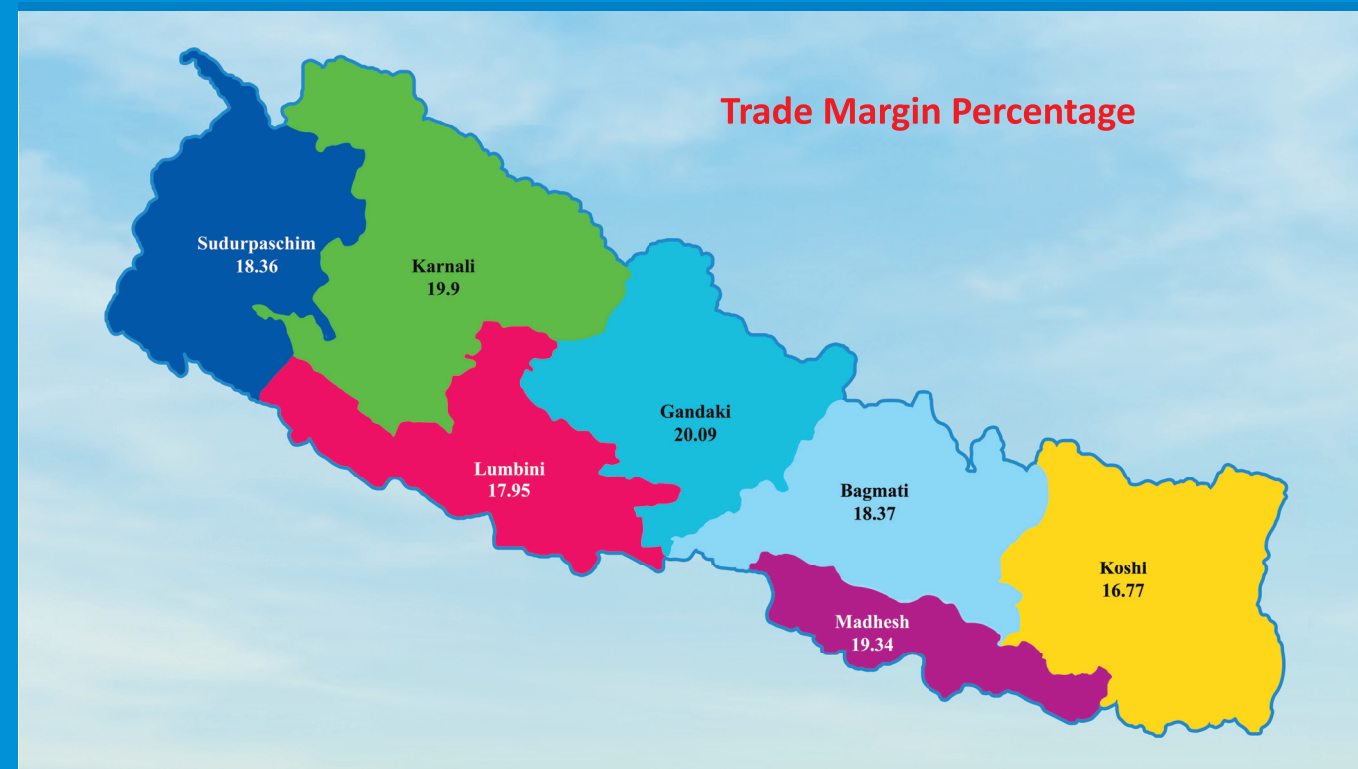 Trade Margin Percentage
Sudurpaschim
18.36
Karnali
19.9
Gandaki
20.09
Lumbini
17.95
Bagmati
18.37
Koshi
16.77
Madhesh
19.34